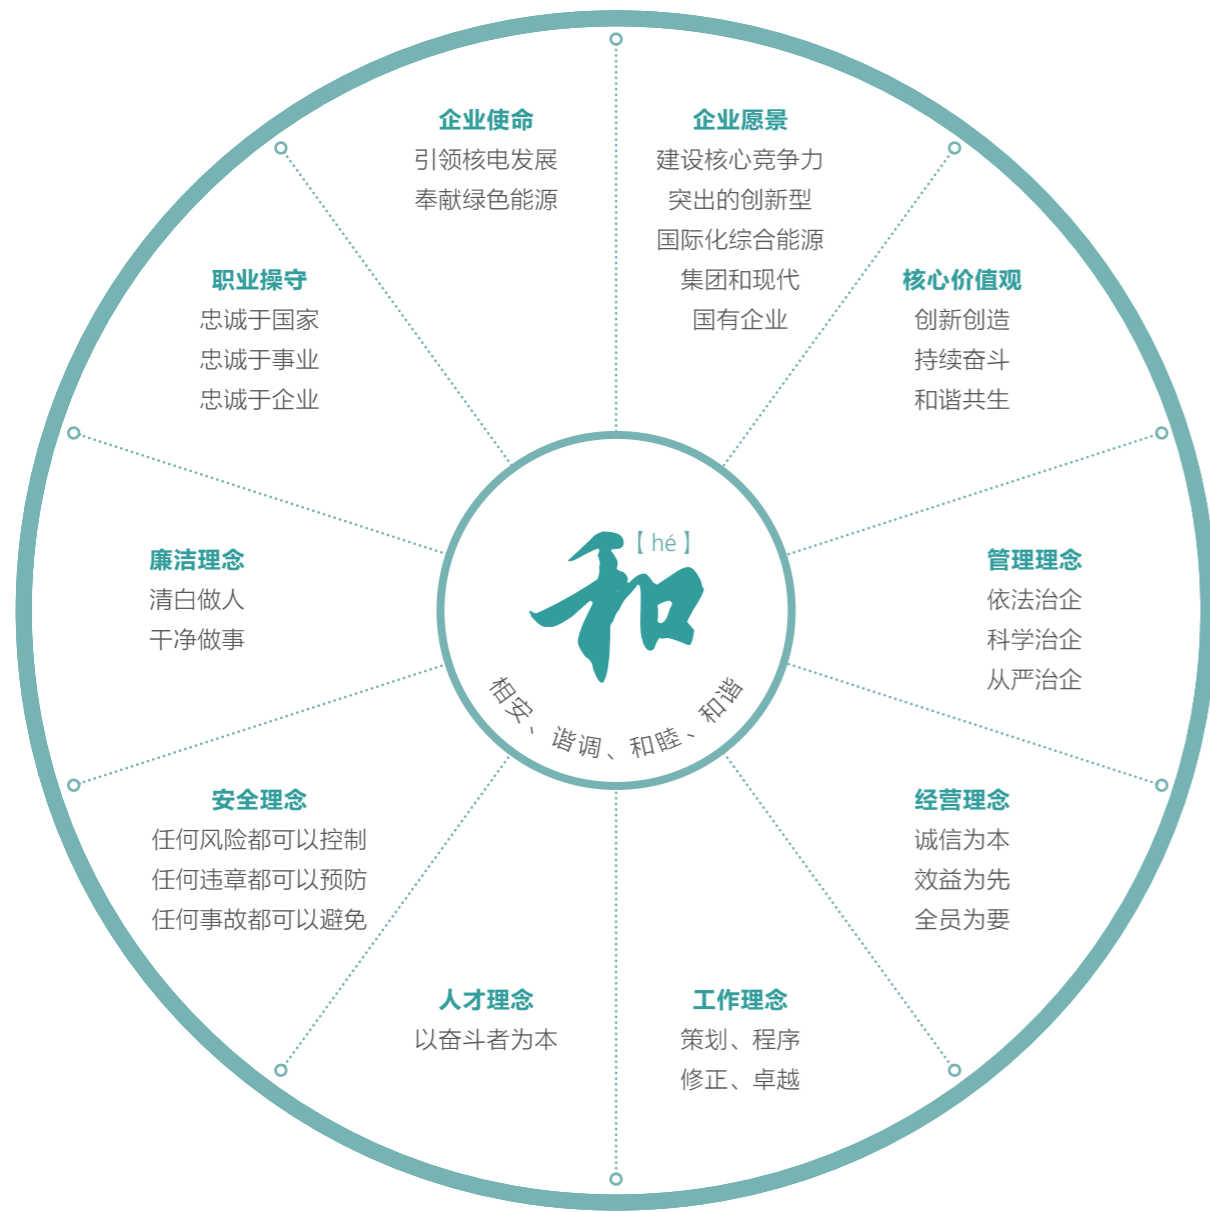 企业使命
引领核电发展
奉献绿色能源
企业愿景
建设核心竞争力
突出的创新型
国际化综合能源
集团和现代
国有企业
核心价值观
创新创造
持续奋斗
和谐共生
管理理念
依法治企
科学治企
从严治企
经营理念
诚信为本
效益为先
全员为要
工作理念
策划、程序
修正、卓越
人才理念
以奋斗者为本
安全理念
任何风险都可以控制
任何违章都可以预防
任何事故都可以避免
廉洁理念
清白做人
干净做事
职业操守
忠诚于国家
忠诚于事业
忠诚于企业
和【hé】
相安、谐调、和睦、和谐